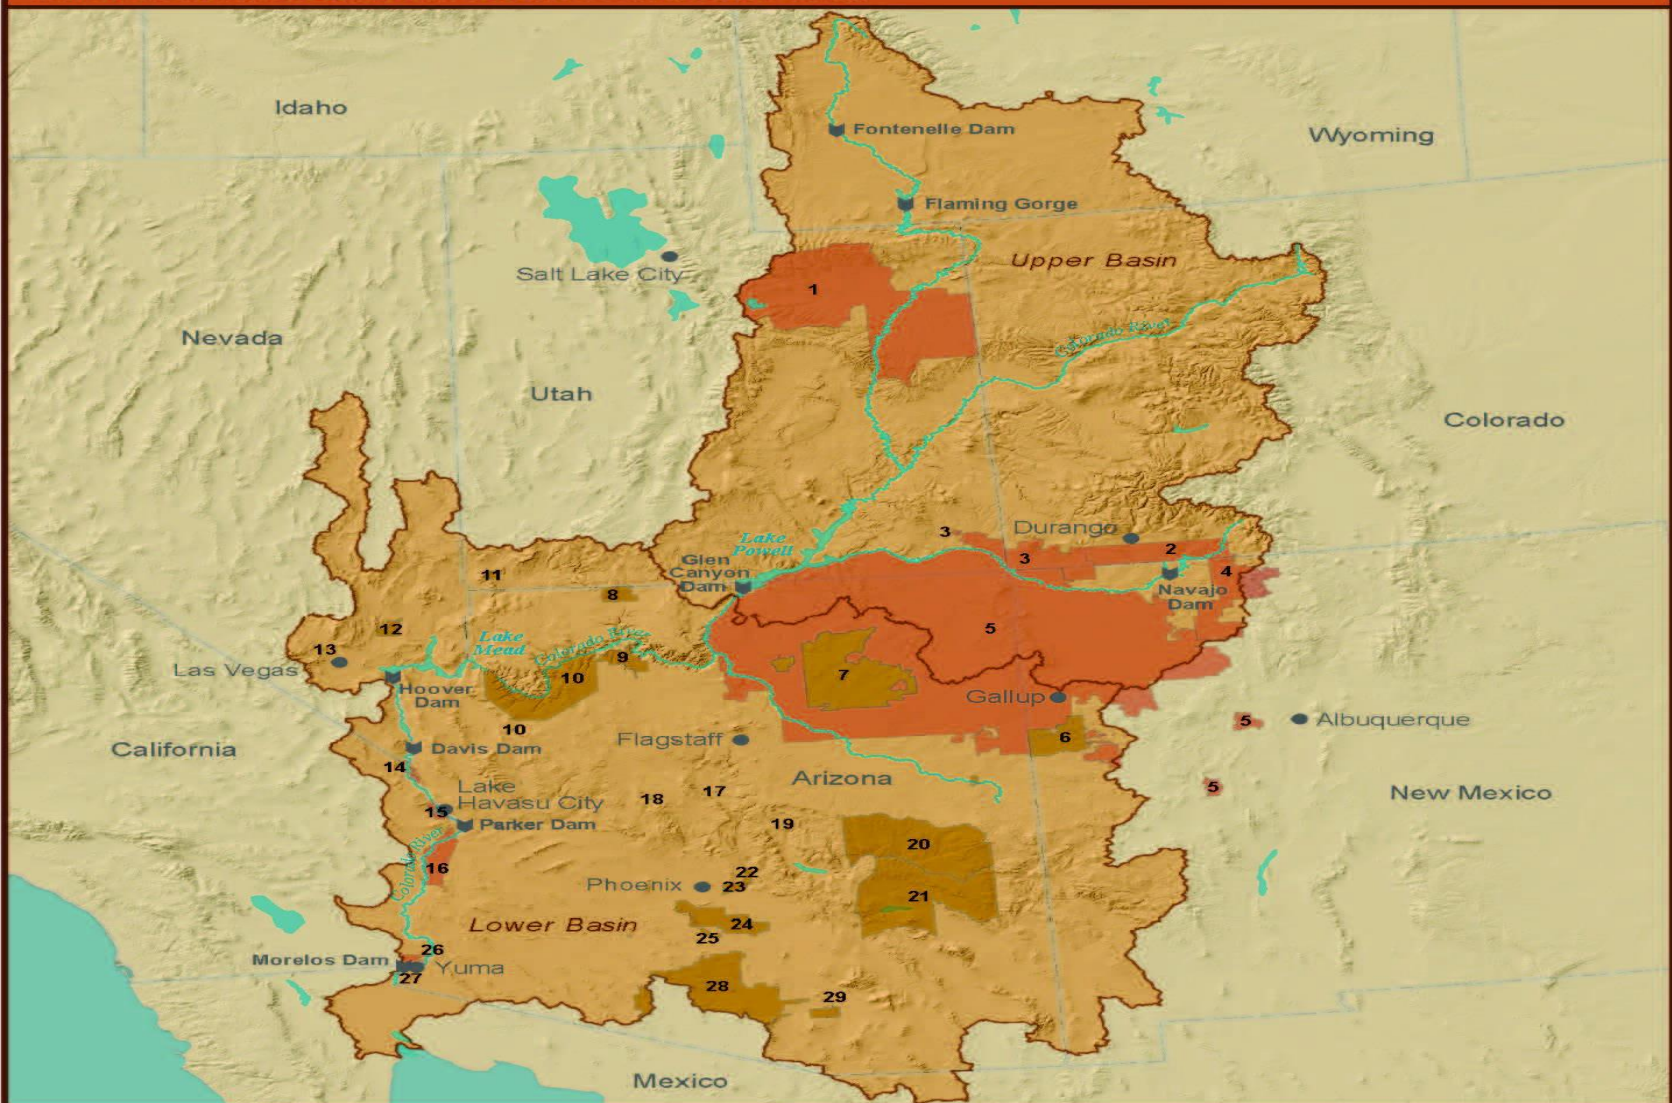 Idaho
Fontenelle Dam
Wyoming
Flaming Gorge
Upper Basin
Salt Lake City
1
Nevada
Colorado River
Utah
Colorado
Durango
3
Lake
Powell
2
3
Glen
Canyon
Dam
4
11
Navajo
Dam
8
5
12
Lake
Mead
Colorado River
13
9
Las Vegas
10
7
Hoover
Dam
Gallup
5
Albuquerque
10
6
California
Davis Dam
Flagstaff
14
Arizona
Lake
Havasu City
18
17
5
New Mexico
15
Parker Dam
19
Colorado River
20
16
22
Phoenix
23
21
Lower Basin
24
25
26
Morelos Dam
Yuma
27
28
29
Mexico